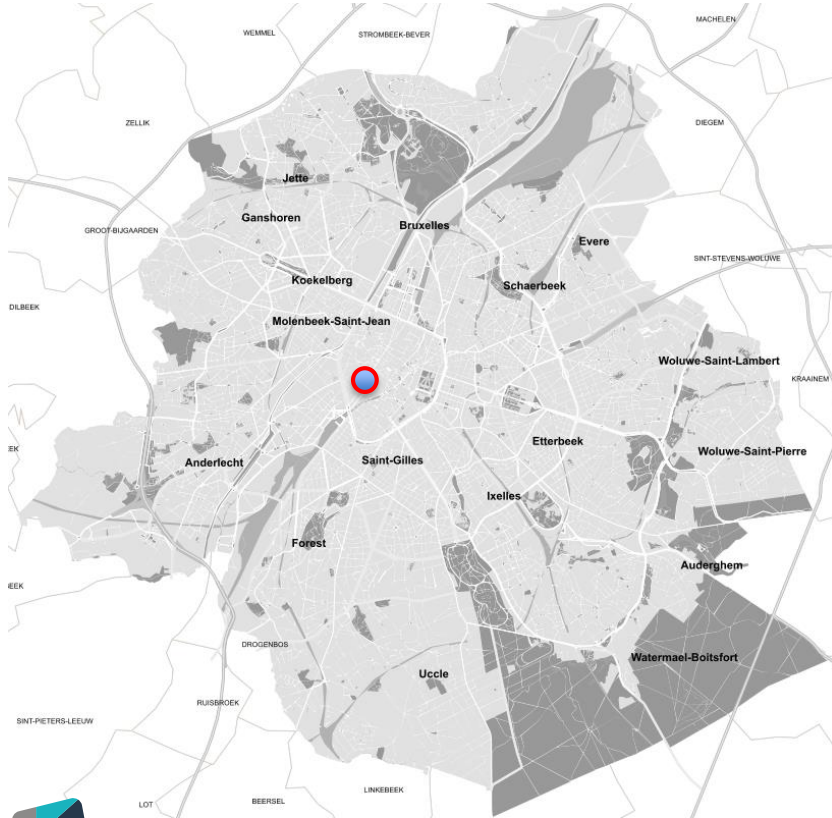 MACHELEN
WEMMEL
STROMBEEK-BEVER
ZELLIK
DIEGEM
Jette
Ganshoren
Bruxelles
GROOT-BIJGAARDEN
Evere
SINT-STEVENS-WOLUWE
Koekelberg
Schaerbeek
DILBEEK
Molenbeek-Saint-Jean
Woluwe-Saint-Lambert
KRAAINEM
Etterbeek
EK
Woluwe-Saint-Pierre
Anderlecht
Saint-Gilles
Ixelles
Forest
Auderghem
EEK
DROGENBOS
Watermael-Boitsfort
Uccle
RUISBROEK
SINT-PIETERS-LEEUW
LINKEBEEK
BEERSEL
LOT